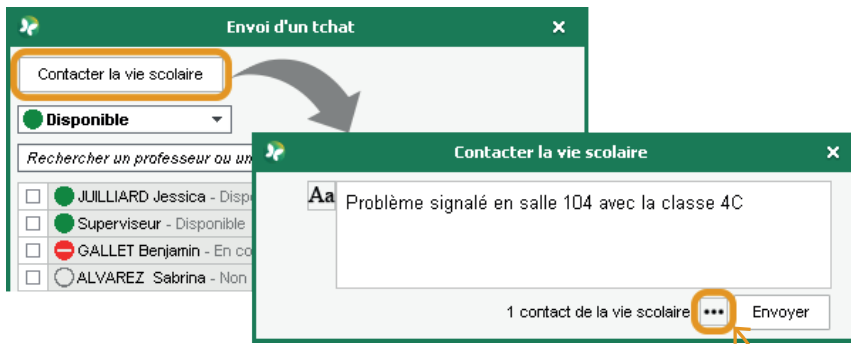 Envoi d'un tchat
Contacter la vie scolaire
Disponible
Rechercher un professeur ou un
JUILLIARD Jessica - Disp
Superviseur - Disponible
GALLET Benjamin - En co
ALVAREZ Sabrina - Non
Contacter la vie scolaire
Aa
Problème signalé en salle 104 avec la classe 4C
1 contact de la vie scolaire ••• Envoyer